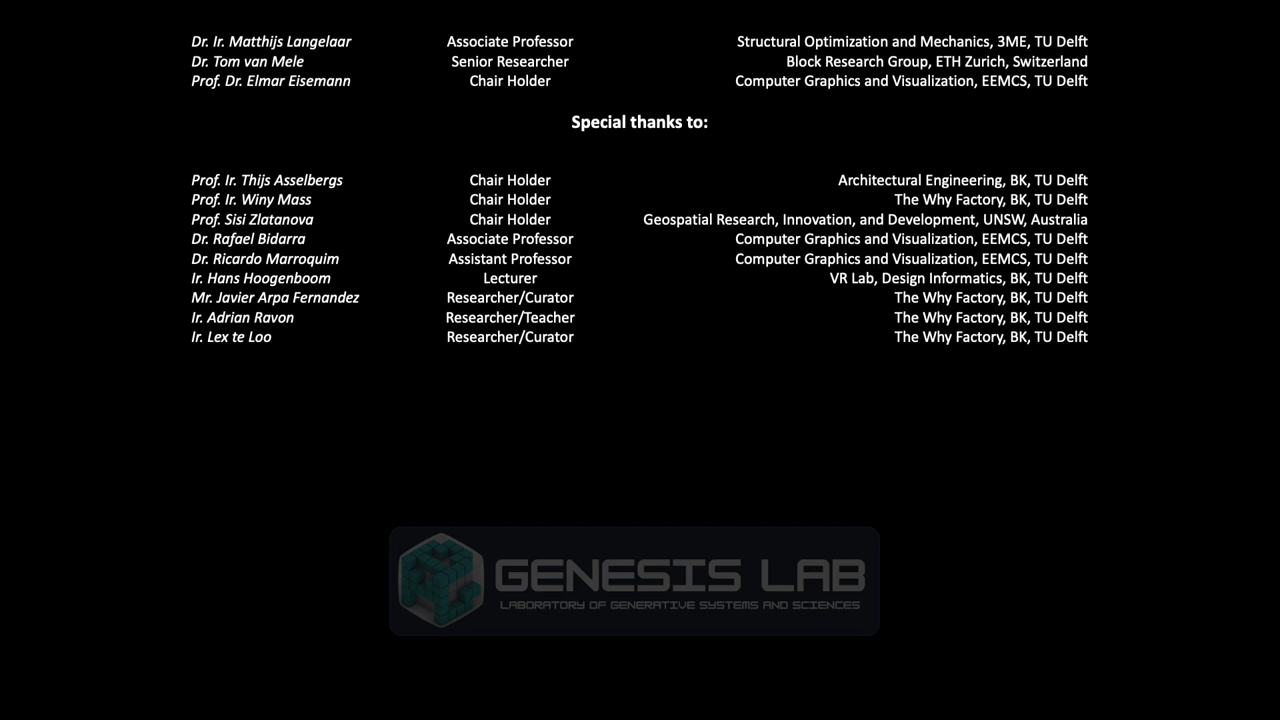 Dr. Ir. Matthijs Langelaar Associate Professor Structural Optimization and Mechanics, 3ME, TU Delft
Dr. Tom van Mele Senior Researcher Block Research Group, ETH Zurich, Switzerland
Prof. Dr. Elmar Eisemann Chair Holder Computer Graphics and Visualization, EEMCS, TU Delft
Special thanks to:
Prof. Ir. Thijs Asselbergs Chair Holder Architectural Engineering, BK, TU Delft
Prof. Ir. Winy Mass Chair Holder The Why Factory, BK, TU Delft
Prof. Sisi Zlatanova Chair Holder Geospatial Research, Innovation, and Development, UNSW, Australia
Dr. Rafael Bidarra Associate Professor Computer Graphics and Visualization, EEMCS, TU Delft
Dr. Ricardo Marroquim Assistant Professor Computer Graphics and Visualization, EEMCS, TU Delft
Ir. Hans Hoogenboom Lecturer VR Lab, Design Informatics, BK, TU Delft
Mr. Javier Arpa Fernandez Researcher/Curator The Why Factory, BK, TU Delft
Ir. Adrian Ravon Researcher/Teacher The Why Factory, BK, TU Delft
Ir. Lex te Loo Researcher/Curator The Why Factory, BK, TU Delft
GENESIS LAB
LABORATORY OF GENERATIVE SYSTEMS AND SCIENCES